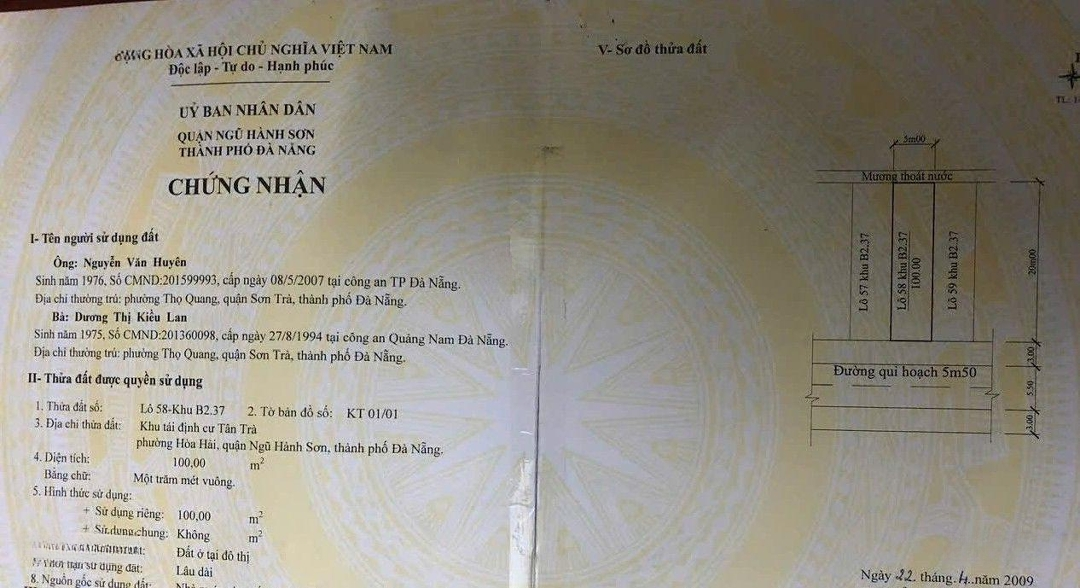 CỘNG HÒA XÃ HỘI CHỦ NGHĨA VIỆT NAM
Độc lập - Tự do - Hạnh phúc
UỶ BAN NHÂN DÂN
QUẬN NGŨ HÀNH SƠN
THÀNH PHỐ ĐÀ NẴNG
CHỨNG NHẬN
I- Tên người sử dụng đất
Ông: Nguyễn Văn Huyên
Sinh năm 1976, Số CMND:201599993, cấp ngày 08/5/2007 tại công an TP Đà Nẵng.
Địa chỉ thường trú: phường Thọ Quang, quận Sơn Trà, thành phố Đà Nẵng.
Bà: Dương Thị Kiều Lan
Sinh năm 1975, Số CMND:201360098, cấp ngày 27/8/1994 tại công an Quảng Nam Đà Nẵng.
Địa chỉ thường trú: phường Thọ Quang, quận Sơn Trà, thành phố Đà Nẵng.
II- Thửa đất được quyền sử dụng
1. Thửa đất số: Lô 58-Khu B2.37 2. Tờ bản đồ số: KT 01/01
3. Địa chỉ thửa đất: Khu tái định cư Tân Trà
phường Hòa Hải, quận Ngũ Hành Sơn, thành phố Đà Nẵng.
4. Diện tích: 100,00 m²
Bằng chữ: Một trăm mét vuông.
5. Hình thức sử dụng:
+ Sử dụng riêng: 100,00 m²
+ Sử dụng chung: Không m²
Đất ở tại đô thị
sử dụng đất: Lâu dài
8. Nguồn gốc sử dụng đất:
V- Sơ đồ thửa đất
TL:
5m00
Mương thoát nước
Lô 57 khu B2.37
Lô 58 khu B2.37
100.00
Lô 59 khu B2.37
20m00
Đường qui hoạch 5m50
3.00
5.50
3.00
Ngày 22 tháng 4 năm 2009